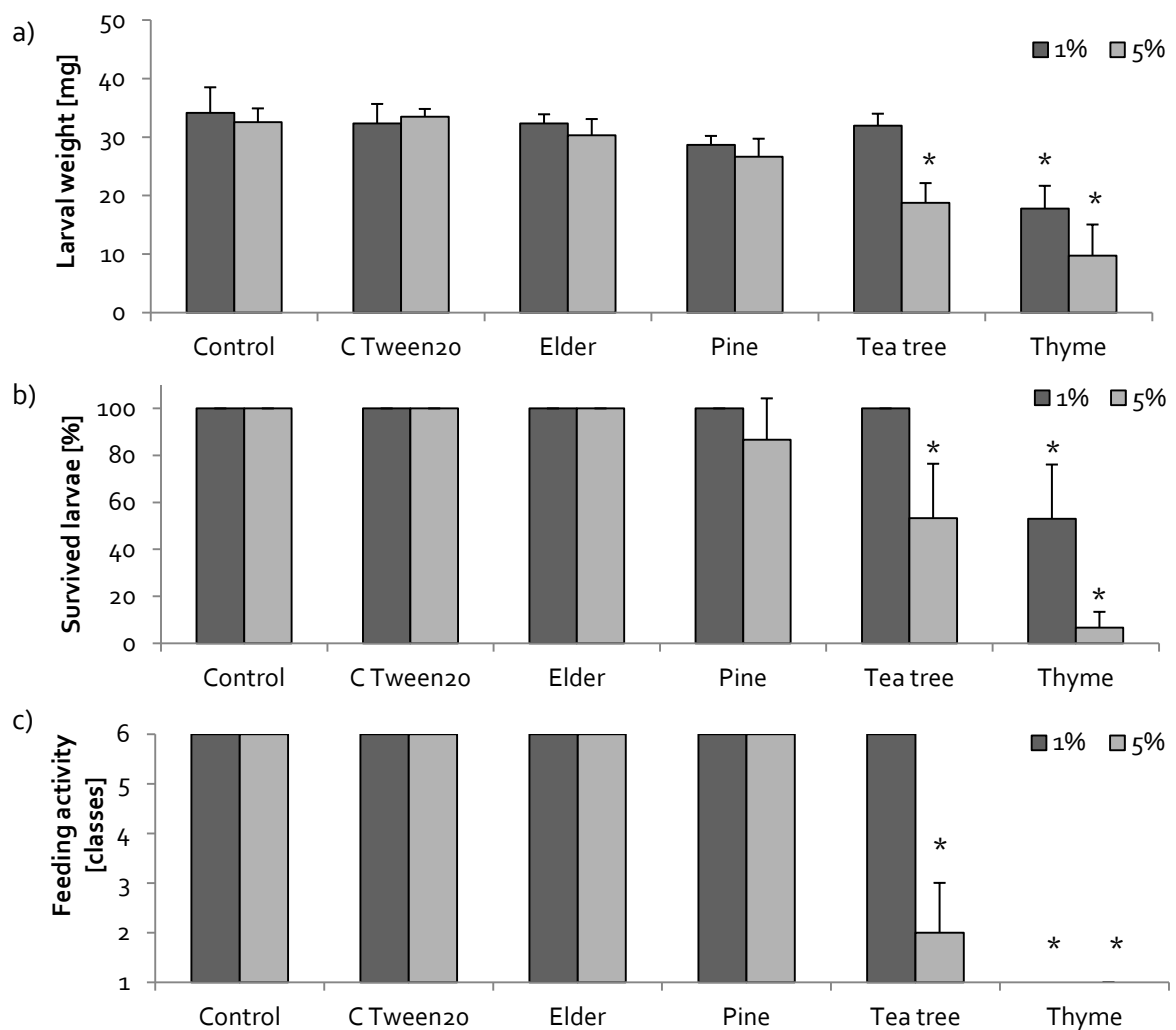 a)
Larval weight [mg]
50
40
30
20
10
0
1% 5%
*
*
*
Control C Tween20 Elder Pine Tea tree Thyme
b)
Survived larvae [%]
100
80
60
40
20
0
1% 5%
*
*
*
Control C Tween20 Elder Pine Tea tree Thyme
c)
Feeding activity
[classes]
6
5
4
3
2
1
1% 5%
*
* *
Control C Tween20 Elder Pine Tea tree Thyme